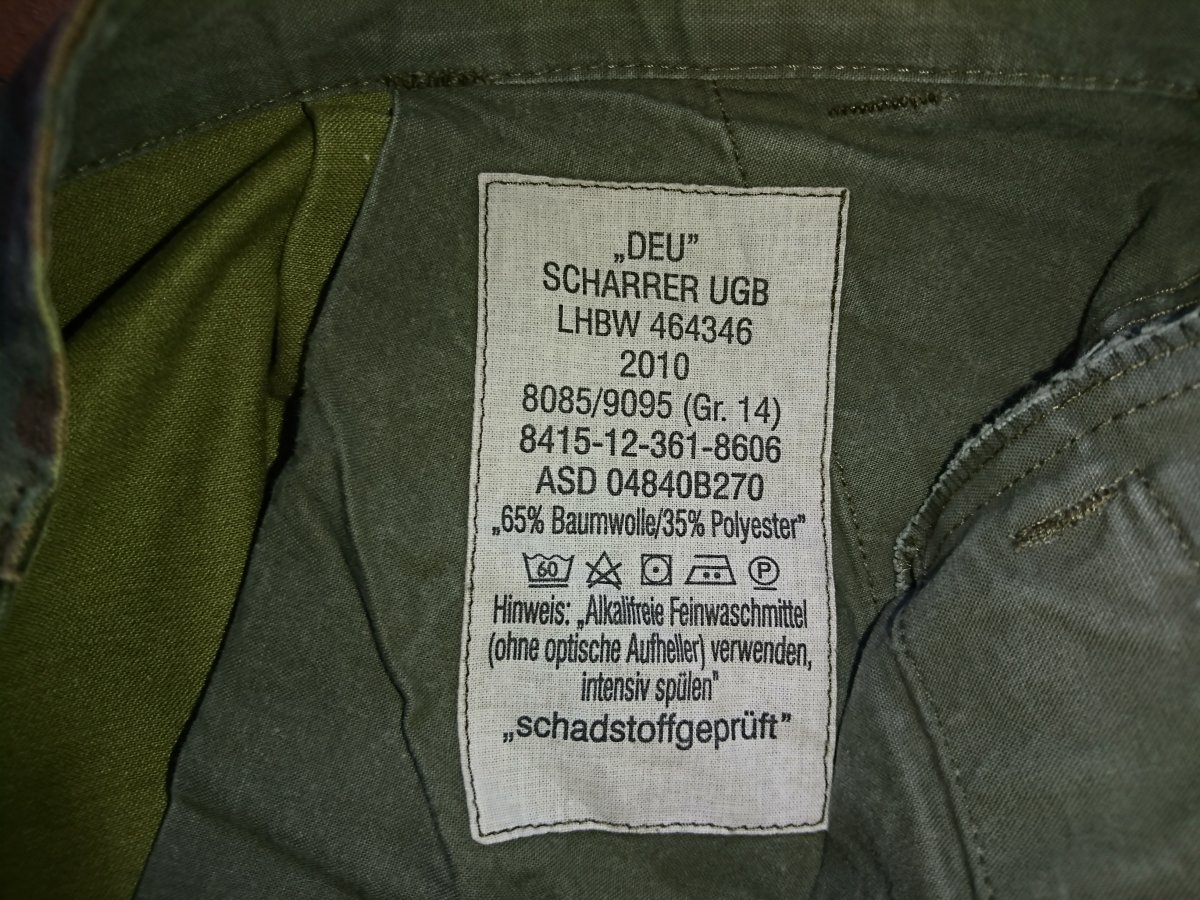 „DEU”
SCHARRER UGB
LHBW 464346
2010
8085/9095 (Gr. 14)
8415-12-361-8606
ASD 04840B270
„65% Baumwolle/35% Polyester”
60 P
Hinweis: „Alkalifreie Feinwaschmittel
(ohne optische Aufheller) verwenden,
intensiv spülen"
„schadstoffgeprüft”